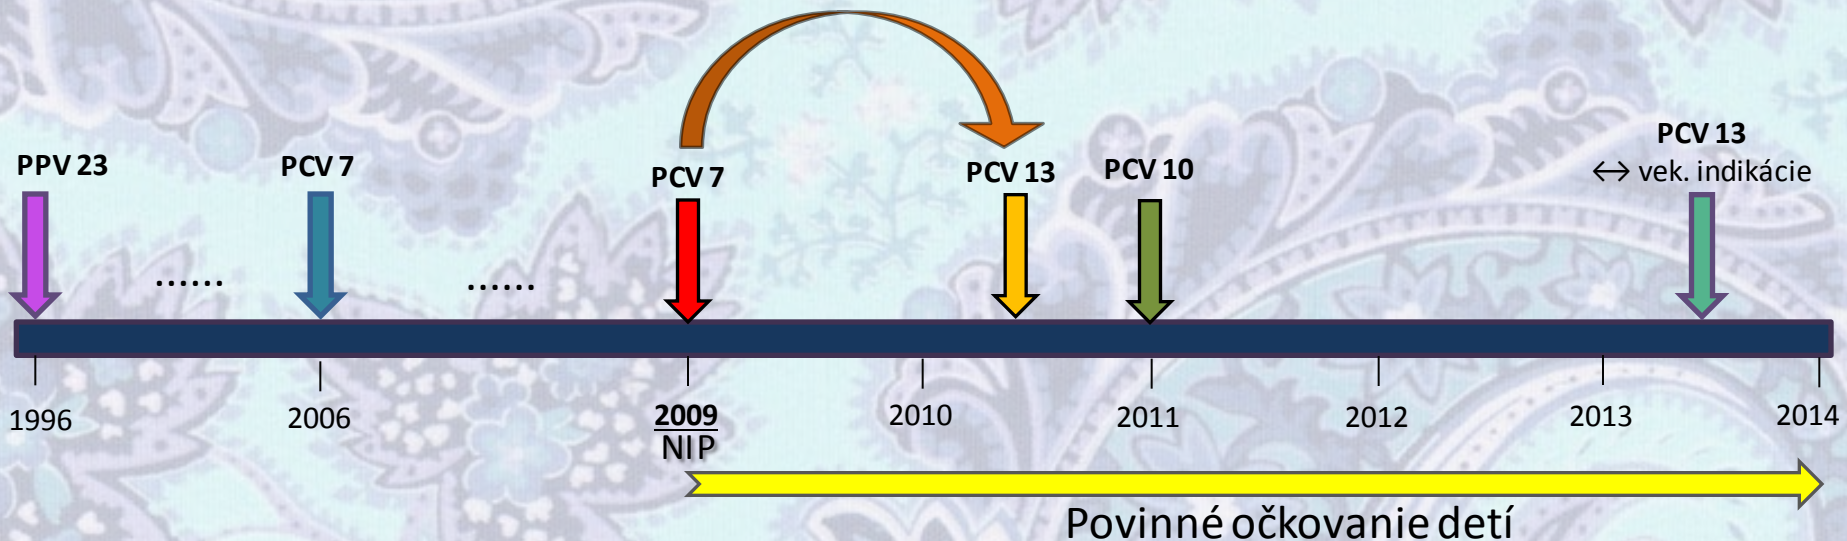 PPV 23
PCV 7
PCV 7
PCV 13
PCV 10
PCV 13
↔ vek. indikácie
......
......
1996
2006
2009
NIP
2010
2011
2012
2013
2014
Povinné očkovanie detí